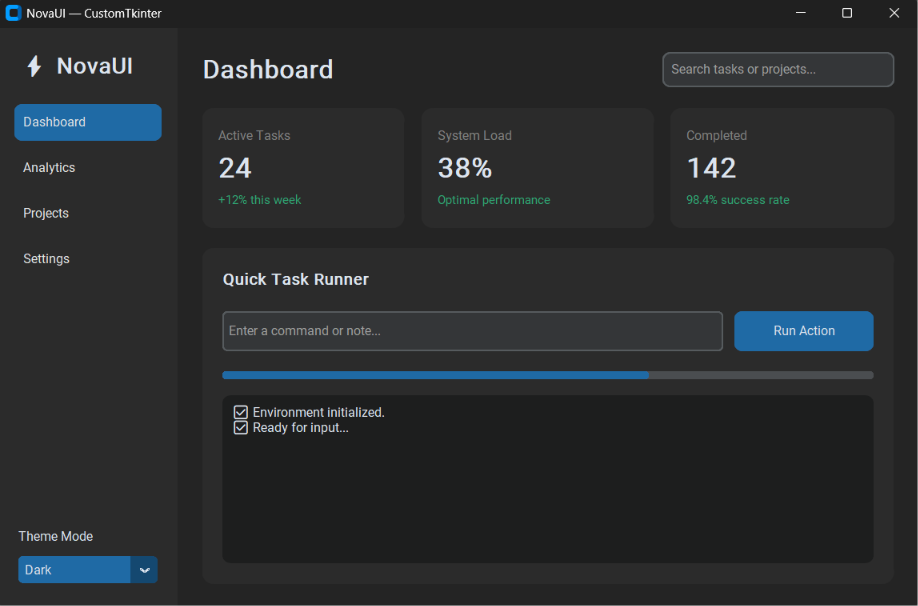 NovaUI — CustomTkinter
NovaUI
Dashboard
Analytics
Projects
Settings
Theme Mode
Dark
Dashboard
Search tasks or projects...
Active Tasks
24
+12% this week
System Load
38%
Optimal performance
Completed
142
98.4% success rate
Quick Task Runner
Enter a command or note...
Run Action
Environment initialized.
Ready for input...